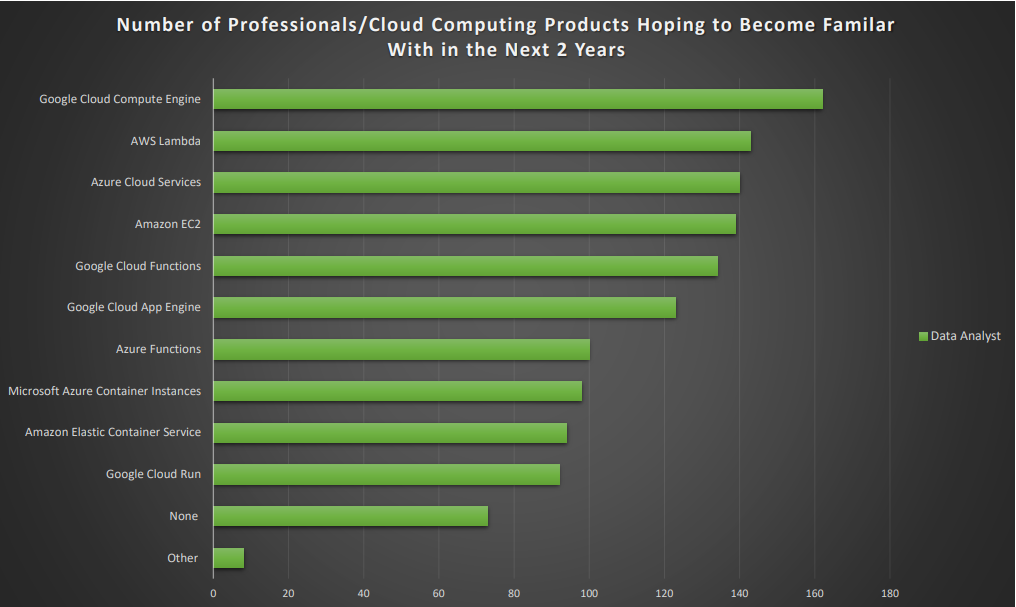 Number of Professionals/Cloud Computing Products Hoping to Become Familar
With in the Next 2 Years
Google Cloud Compute Engine
AWS Lambda
Azure Cloud Services
Amazon EC2
Google Cloud Functions
Google Cloud App Engine
Azure Functions
Microsoft Azure Container Instances
Amazon Elastic Container Service
Google Cloud Run
None
Other
0 20 40 60 80 100 120 140 160 180
Data Analyst